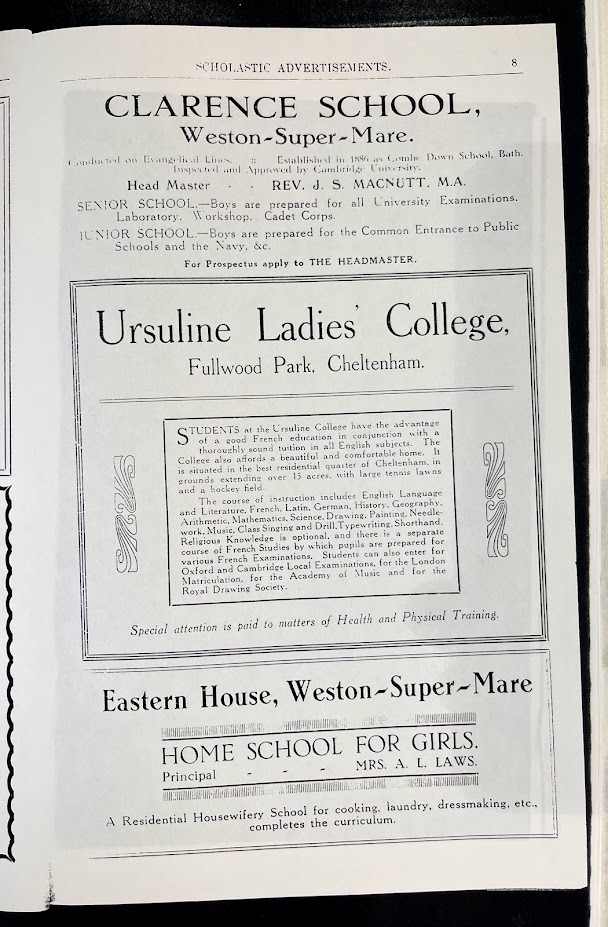 SCHOLASTIC ADVERTISEMENTS. 8
CLARENCE SCHOOL,
Weston-Super-Mare.
Conducted on Evangelical Lines. :: Established in 1886 as Combe Down School, Bath.
Inspected and Approved by Cambridge University.
Head Master - - REV. J. S. MACNUTT, M.A.
SENIOR SCHOOL.—Boys are prepared for all University Examinations.
Laboratory. Workshop. Cadet Corps.
JUNIOR SCHOOL.—Boys are prepared for the Common Entrance to Public
Schools and the Navy, &c.
For Prospectus apply to THE HEADMASTER.
Ursuline Ladies' College,
Fullwood Park, Cheltenham.
STUDENTS at the Ursuline College have the advantage
of a good French education in conjunction with a
thoroughly sound tuition in all English subjects. The
College also affords a beautiful and comfortable home. It
is situated in the best residential quarter of Cheltenham, in
grounds extending over 15 acres, with large tennis lawns
and a hockey field.
The course of instruction includes English Language
and Literature, French, Latin, German, History, Geography,
Arithmetic, Mathematics, Science, Drawing, Painting, Needle-
work, Music, Class Singing and Drill, Typewriting, Shorthand.
Religious Knowledge is optional, and there is a separate
course of French Studies by which pupils are prepared for
various French Examinations. Students can also enter for
Oxford and Cambridge Local Examinations, for the London
Matriculation, for the Academy of Music and for the
Royal Drawing Society.
Special attention is paid to matters of Health and Physical Training.
Eastern House, Weston-Super-Mare
HOME SCHOOL FOR GIRLS.
Principal - - - MRS. A. L. LAWS.
A Residential Housewifery School for cooking, laundry, dressmaking, etc.,
completes the curriculum.